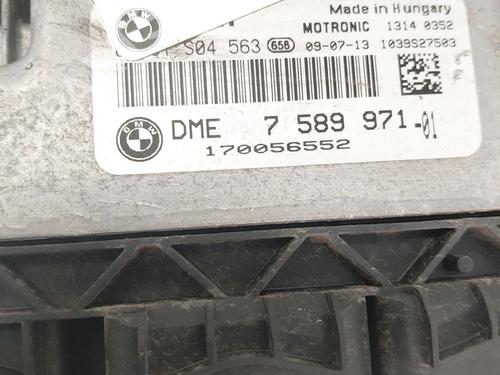 Made in Hungary
MOTRONIC 1314 0352
S04 563 658 09-07-13 1039S27503
BMW
DME 7 589 971-01
170056552